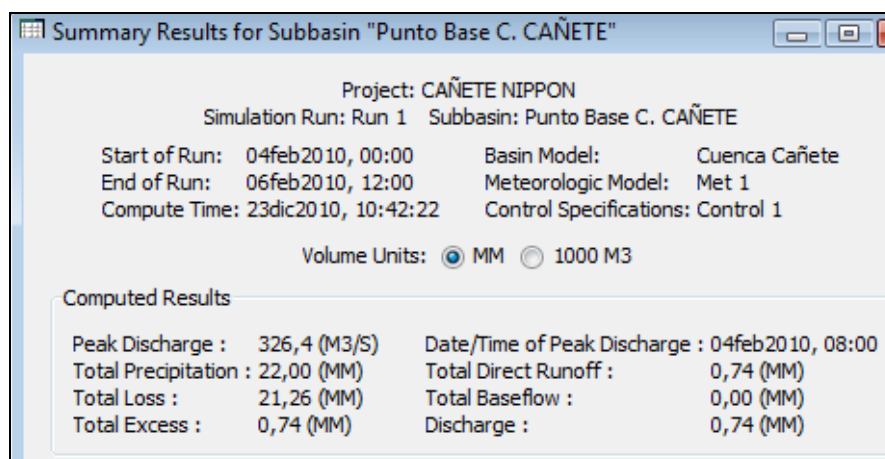 Summary Results for Subbasin "Punto Base C. CAÑETE"
Project: CAÑETE NIPPON
Simulation Run: Run 1 Subbasin: Punto Base C. CAÑETE
Start of Run: 04feb2010, 00:00 Basin Model: Cuenca Cañete
End of Run: 06feb2010, 12:00 Meteorologic Model: Met 1
Compute Time: 23dic2010, 10:42:22 Control Specifications: Control 1
Volume Units: MM 1000 M3
Computed Results
Peak Discharge : 326,4 (M3/S) Date/Time of Peak Discharge : 04feb2010, 08:00
Total Precipitation : 22,00 (MM) Total Direct Runoff : 0,74 (MM)
Total Loss : 21,26 (MM) Total Baseflow : 0,00 (MM)
Total Excess : 0,74 (MM) Discharge : 0,74 (MM)